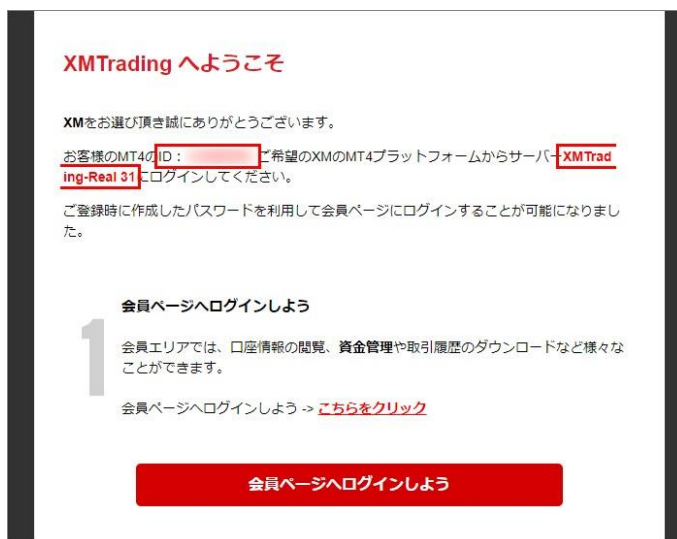 XMTrading へようこそ
XMをお選び頂き誠にありがとうございます。
お客様のMT4のID： ご希望のXMのMT4プラットフォームからサーバーXMTrad
ing-Real 31にログインしてください。
ご登録時に作成したパスワードを利用して会員ページにログインすることが可能になりまし
た。
会員ページへログインしよう
1
会員エリアでは、口座情報の閲覧、資金管理や取引履歴のダウンロードなど様々な
ことができます。
会員ページへログインしよう -> こちらをクリック
会員ページへログインしよう